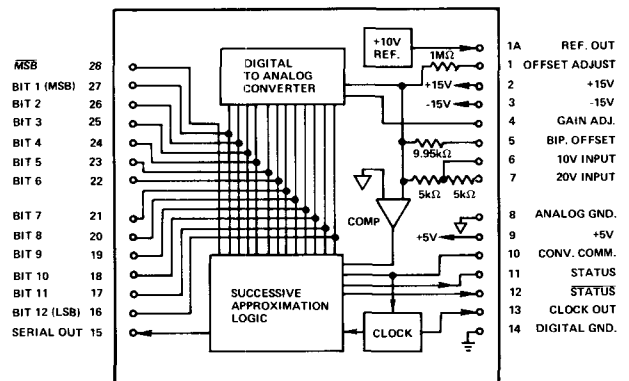 M̅S̅B̅ 28
BIT 1 (MSB) 27
BIT 2 26
BIT 3 25
BIT 4 24
BIT 5 23
BIT 6 22
BIT 7 21
BIT 8 20
BIT 9 19
BIT 10 18
BIT 11 17
BIT 12 (LSB) 16
SERIAL OUT 15
DIGITAL
TO ANALOG
CONVERTER
+10V
REF.
1MΩ
+15V
-15V
9.95kΩ
5kΩ 5kΩ
COMP
+5V
SUCCESSIVE
APPROXIMATION
LOGIC
CLOCK
1A REF. OUT
1 OFFSET ADJUST
2 +15V
3 -15V
4 GAIN ADJ.
5 BIP. OFFSET
6 10V INPUT
7 20V INPUT
8 ANALOG GND.
9 +5V
10 CONV. COMM.
11 STATUS
12 S̅T̅A̅T̅U̅S̅
13 CLOCK OUT
14 DIGITAL GND.